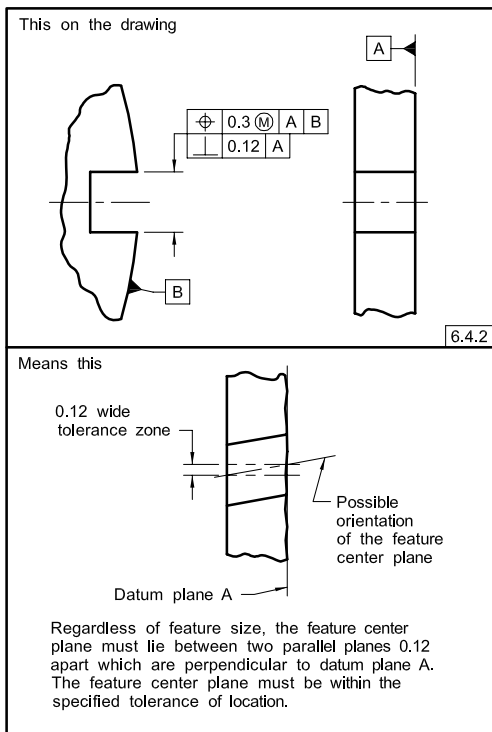 This on the drawing
A
⌖ 0.3 Ⓜ A B
⊥ 0.12 A
B
6.4.2
Means this
0.12 wide
tolerance zone
Possible
orientation
of the feature
center plane
Datum plane A
Regardless of feature size, the feature center
plane must lie between two parallel planes 0.12
apart which are perpendicular to datum plane A.
The feature center plane must be within the
specified tolerance of location.